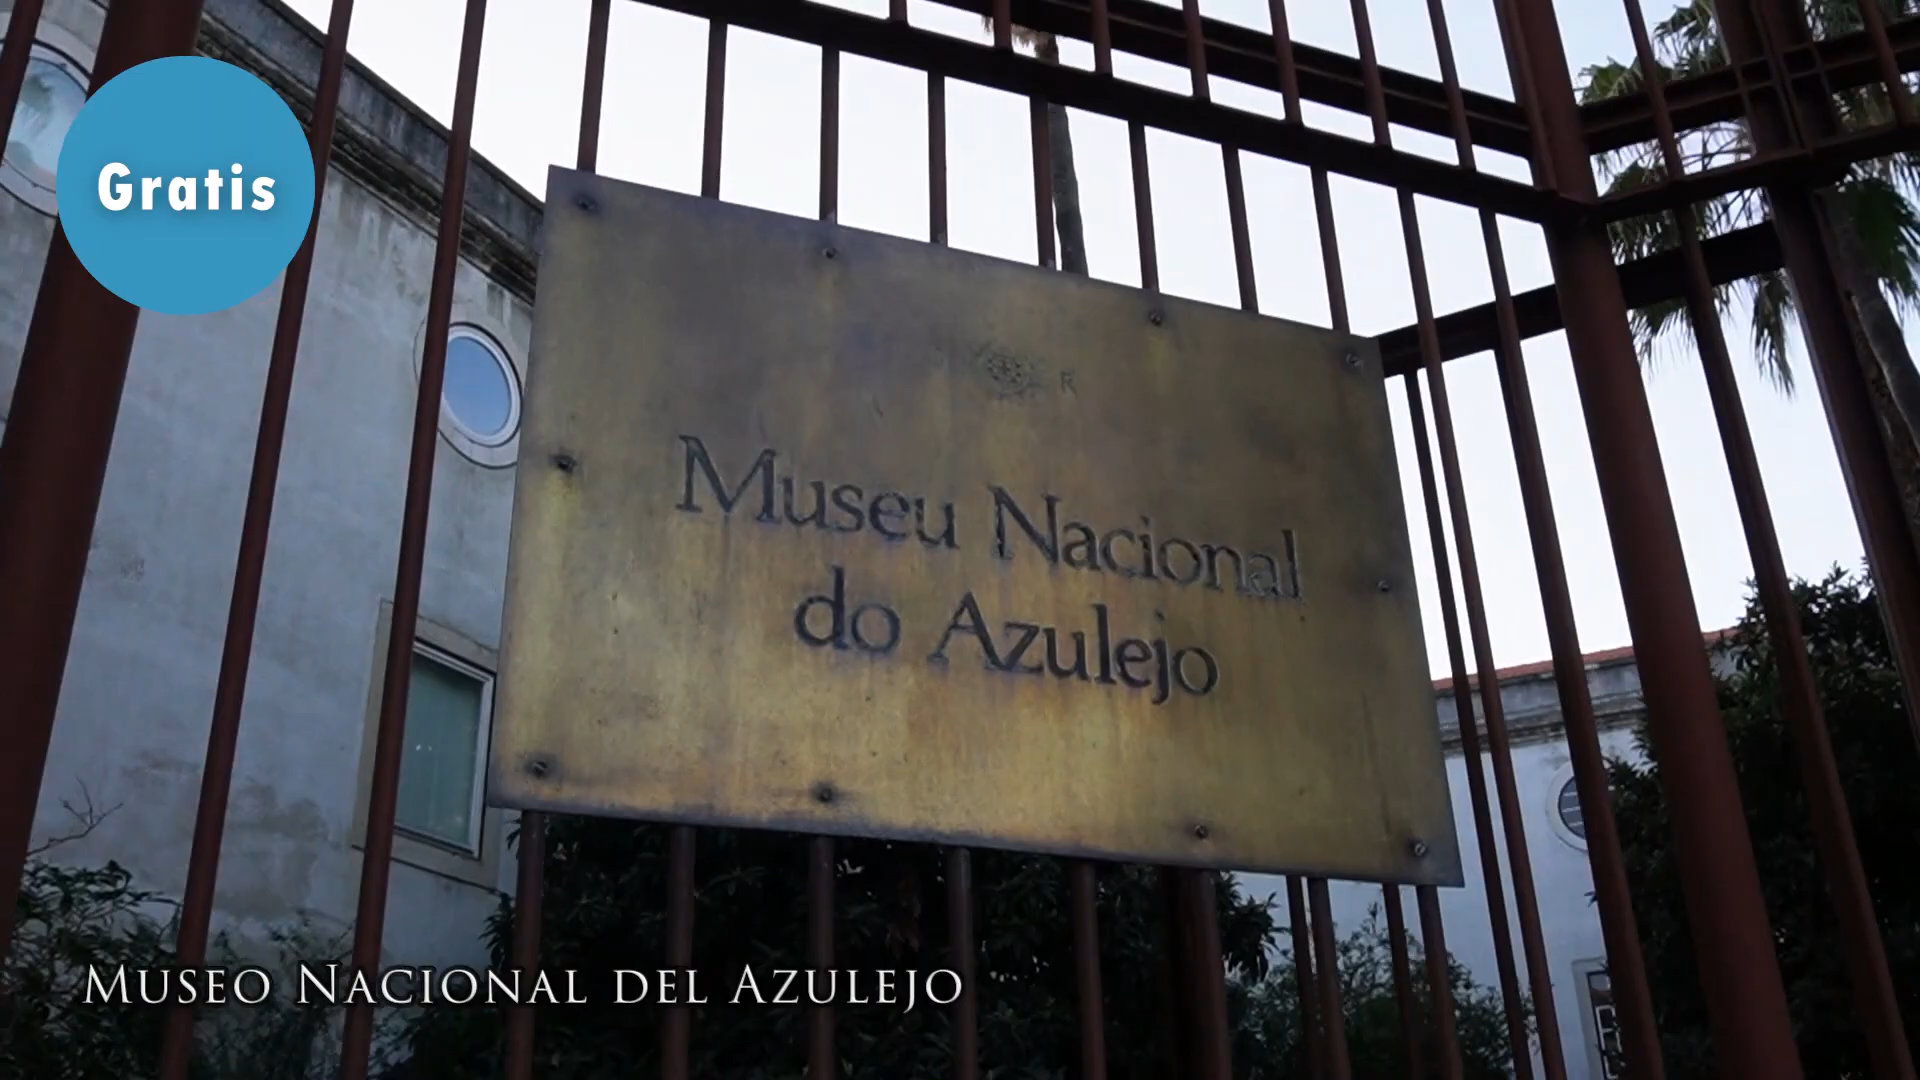 Gratis
R
Museu Nacional
do Azulejo
Museo Nacional del Azulejo